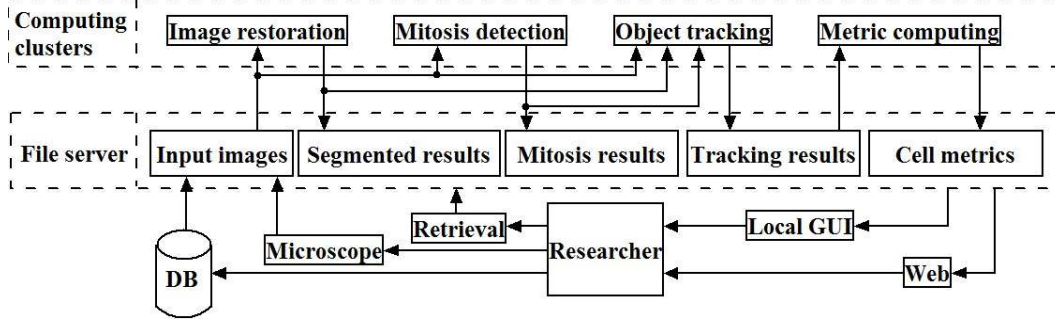 Computing
clusters
Image restoration
Mitosis detection
Object tracking
Metric computing
File server
Input images
Segmented results
Mitosis results
Tracking results
Cell metrics
Retrieval
Microscope
Researcher
Local GUI
DB
Web